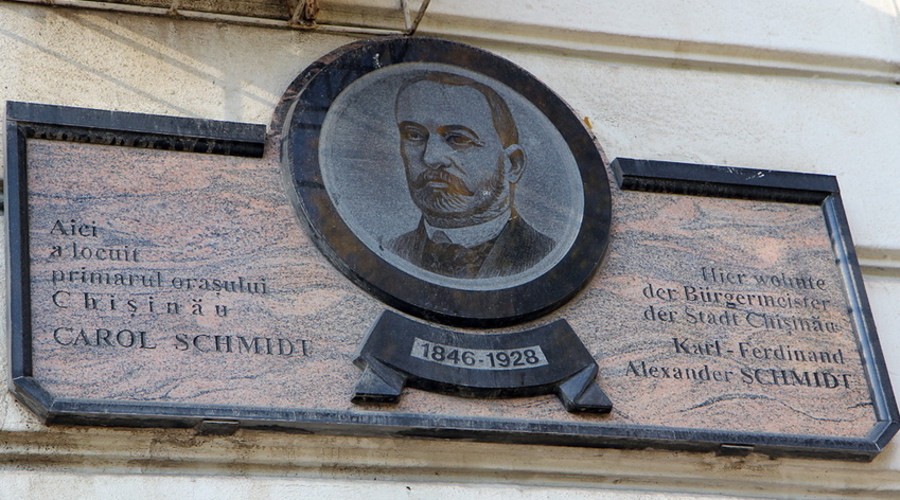 Aici
a locuit
primarul orașului
Chișinău
CAROL SCHMIDT
1846-1928
Hier wohnte
der Bürgermeister
der Stadt Chișinău
Karl-Ferdinand
Alexander SCHMIDT